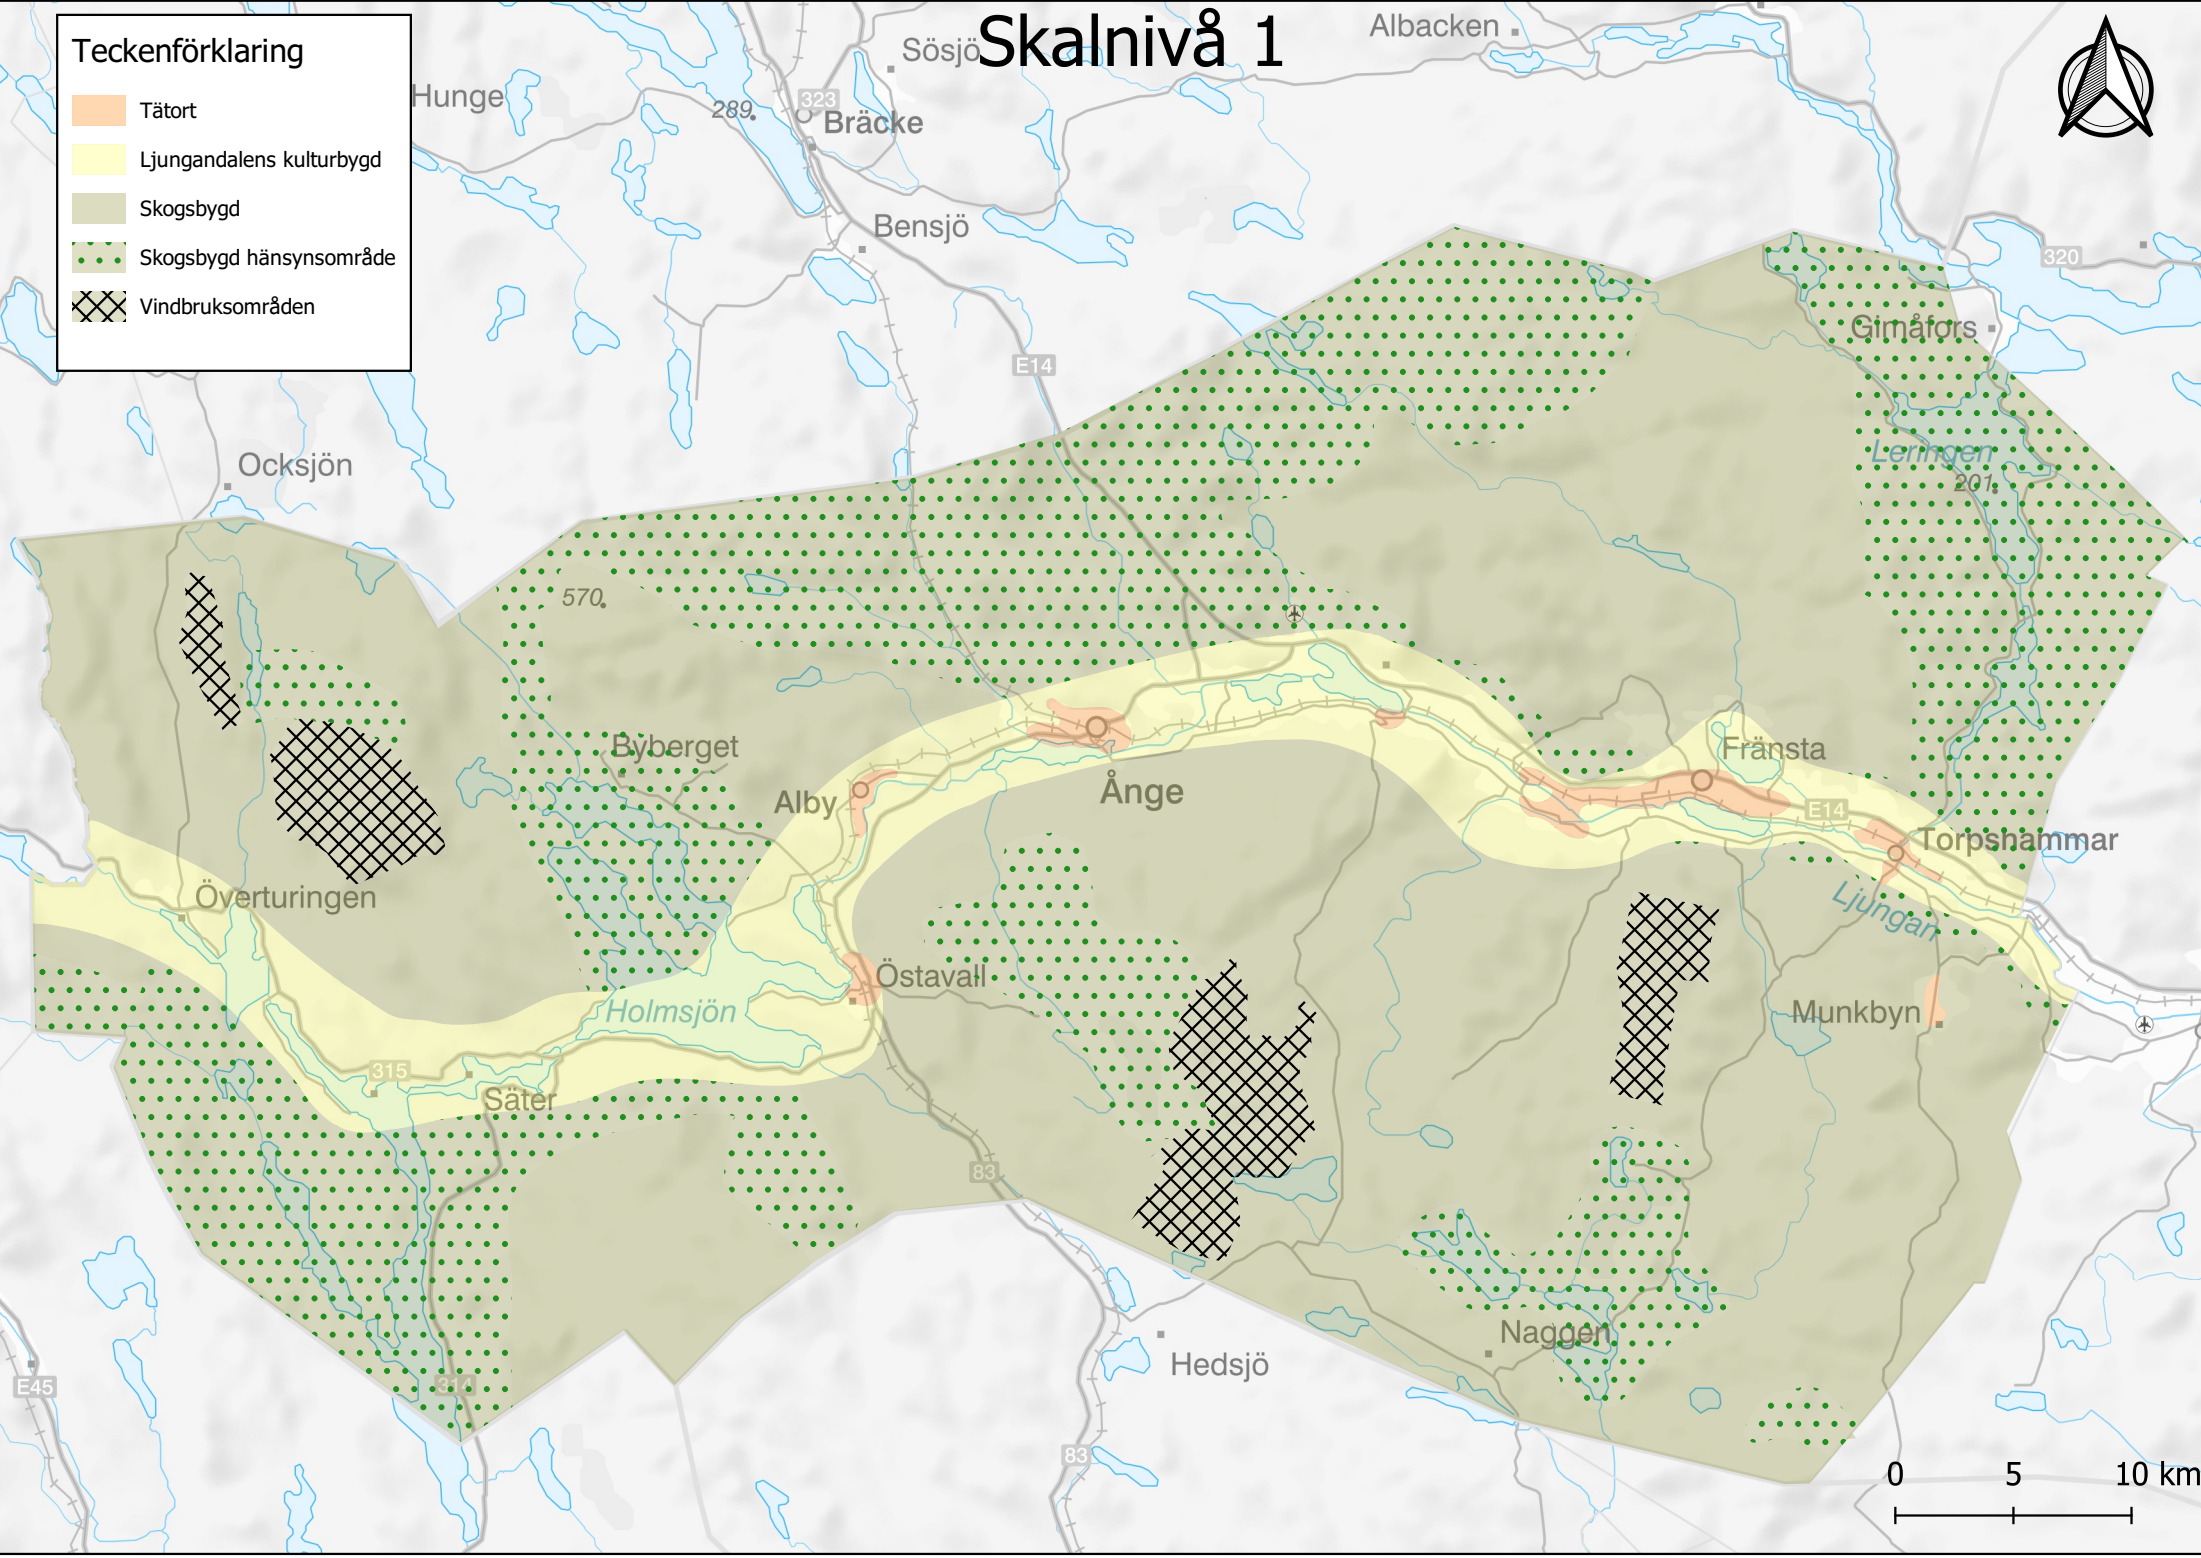 Skalnivå 1
Teckenförklaring
Tätort
Ljungandalens kulturbygd
Skogsbygd
Skogsbygd hänsynsområde
Vindbruksområden
Albacken
Sösjö
Hunge
323
289
Bräcke
Bensjö
320
Gimåfors
E14
Leringen
201
Ocksjön
570
Byberget
Fränsta
Alby
Ånge
E14
Torpshammar
Överturingen
Ljungan
Östavall
Holmsjön
Munkbyn
315
Säter
83
Naggen
Hedsjö
E45
314
83
0 5 10 km